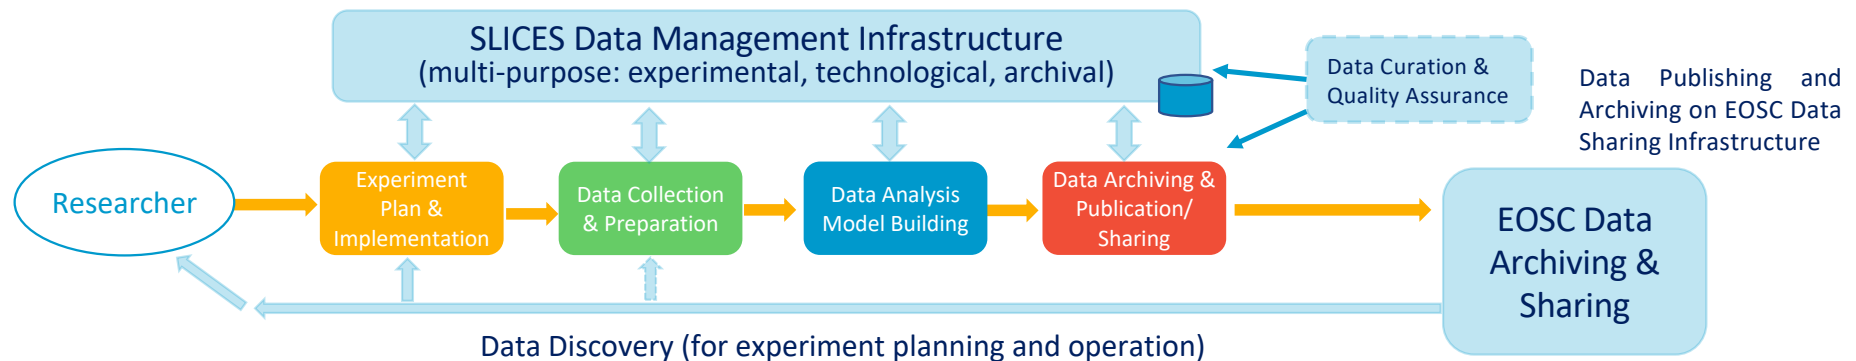 SLICES Data Management Infrastructure
(multi-purpose: experimental, technological, archival)
Data Curation &
Quality Assurance
Data Publishing and
Archiving on EOSC Data
Sharing Infrastructure
Researcher
Experiment
Plan &
Implementation
Data Collection
& Preparation
Data Analysis
Model Building
Data Archiving &
Publication/
Sharing
EOSC Data
Archiving &
Sharing
Data Discovery (for experiment planning and operation)